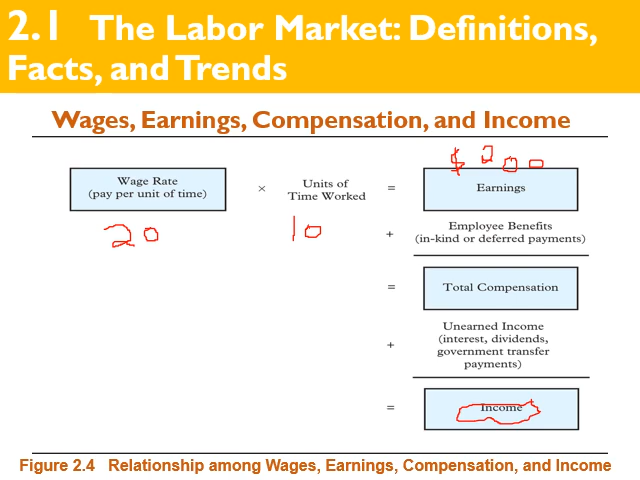 2.1 The Labor Market: Definitions,
Facts, and Trends
Wages, Earnings, Compensation, and Income
$ 200
Wage Rate
(pay per unit of time)
×
Units of
Time Worked
=
Earnings
20
10
+
Employee Benefits
(in-kind or deferred payments)
=
Total Compensation
+
Unearned Income
(interest, dividends,
government transfer
payments)
=
Income
Figure 2.4 Relationship among Wages, Earnings, Compensation, and Income